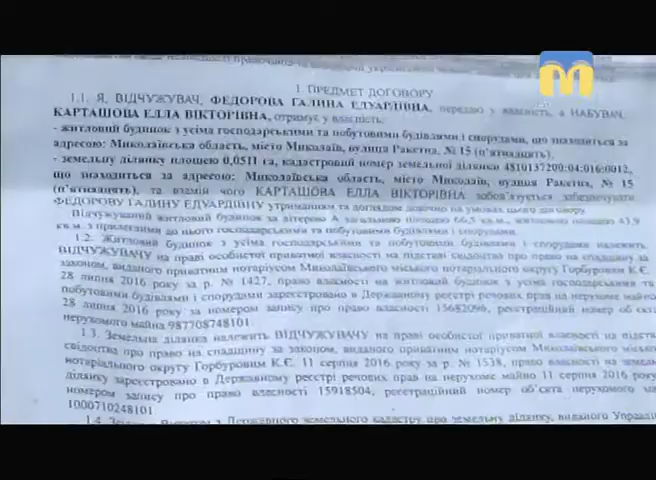 1. ПРЕДМЕТ ДОГОВОРУ
1.1. Я, ВІДЧУЖУВАЧ, ФЕДОРОВА ГАЛИНА ЕДУАРДІВНА, передаю у власність, а НАБУВАЧ,
КАРТАШОВА ЕЛЛА ВІКТОРІВНА, отримує у власність:
- житловий будинок з усіма господарськими та побутовими будівлями і спорудами, що знаходиться за
адресою: Миколаївська область, місто Миколаїв, вулиця Ракетна, № 15 (п'ятнадцять),
- земельну ділянку площею 0,0511 га, кадастровий номер земельної ділянки 4810137200:04:016:0012,
що знаходиться за адресою: Миколаївська область, місто Миколаїв, вулиця Ракетна, № 15
(п'ятнадцять), та взамін чого КАРТАШОВА ЕЛЛА ВІКТОРІВНА зобов'язується забезпечувати
ФЕДОРОВУ ГАЛИНУ ЕДУАРДІВНУ утриманням та доглядом довічно на умовах цього договору.
Відчужуваний житловий будинок за літерою А загальною площею 66,5 кв.м., житловою площею 43,9
кв.м. з прилеглими до нього господарськими та побутовими будівлями і спорудами.
1.2. Житловий будинок з усіма господарськими та побутовими будівлями і спорудами належить
ВІДЧУЖУВАЧУ на праві особистої приватної власності на підставі свідоцтва про право на спадщину за
законом, виданого приватним нотаріусом Миколаївського міського нотаріального округу Горбуровим К.Є.
28 липня 2016 року за р. № 1427, право власності на житловий будинок з усіма господарськими та
побутовими будівлями і спорудами зареєстровано в Державному реєстрі речових прав на нерухоме майно
28 липня 2016 року за номером запису про право власності 15682096, реєстраційний номер об'єкта
нерухомого майна 987708748101.
1.3. Земельна ділянка належить ВІДЧУЖУВАЧУ на праві особистої приватної власності на підставі
свідоцтва про право на спадщину за законом, виданого приватним нотаріусом Миколаївського місько
нотаріального округу Горбуровим К.Є. 11 серпня 2016 року за р. № 1538, право власності на земель
ділянку зареєстровано в Державному реєстрі речових прав на нерухоме майно 11 серпня 2016 року
номером запису про право власності 15918504, реєстраційний номер об'єкта нерухомого май
1000710248101
1.4. з Державного земельного кадастру про земельну ділянку, виданого Управлі